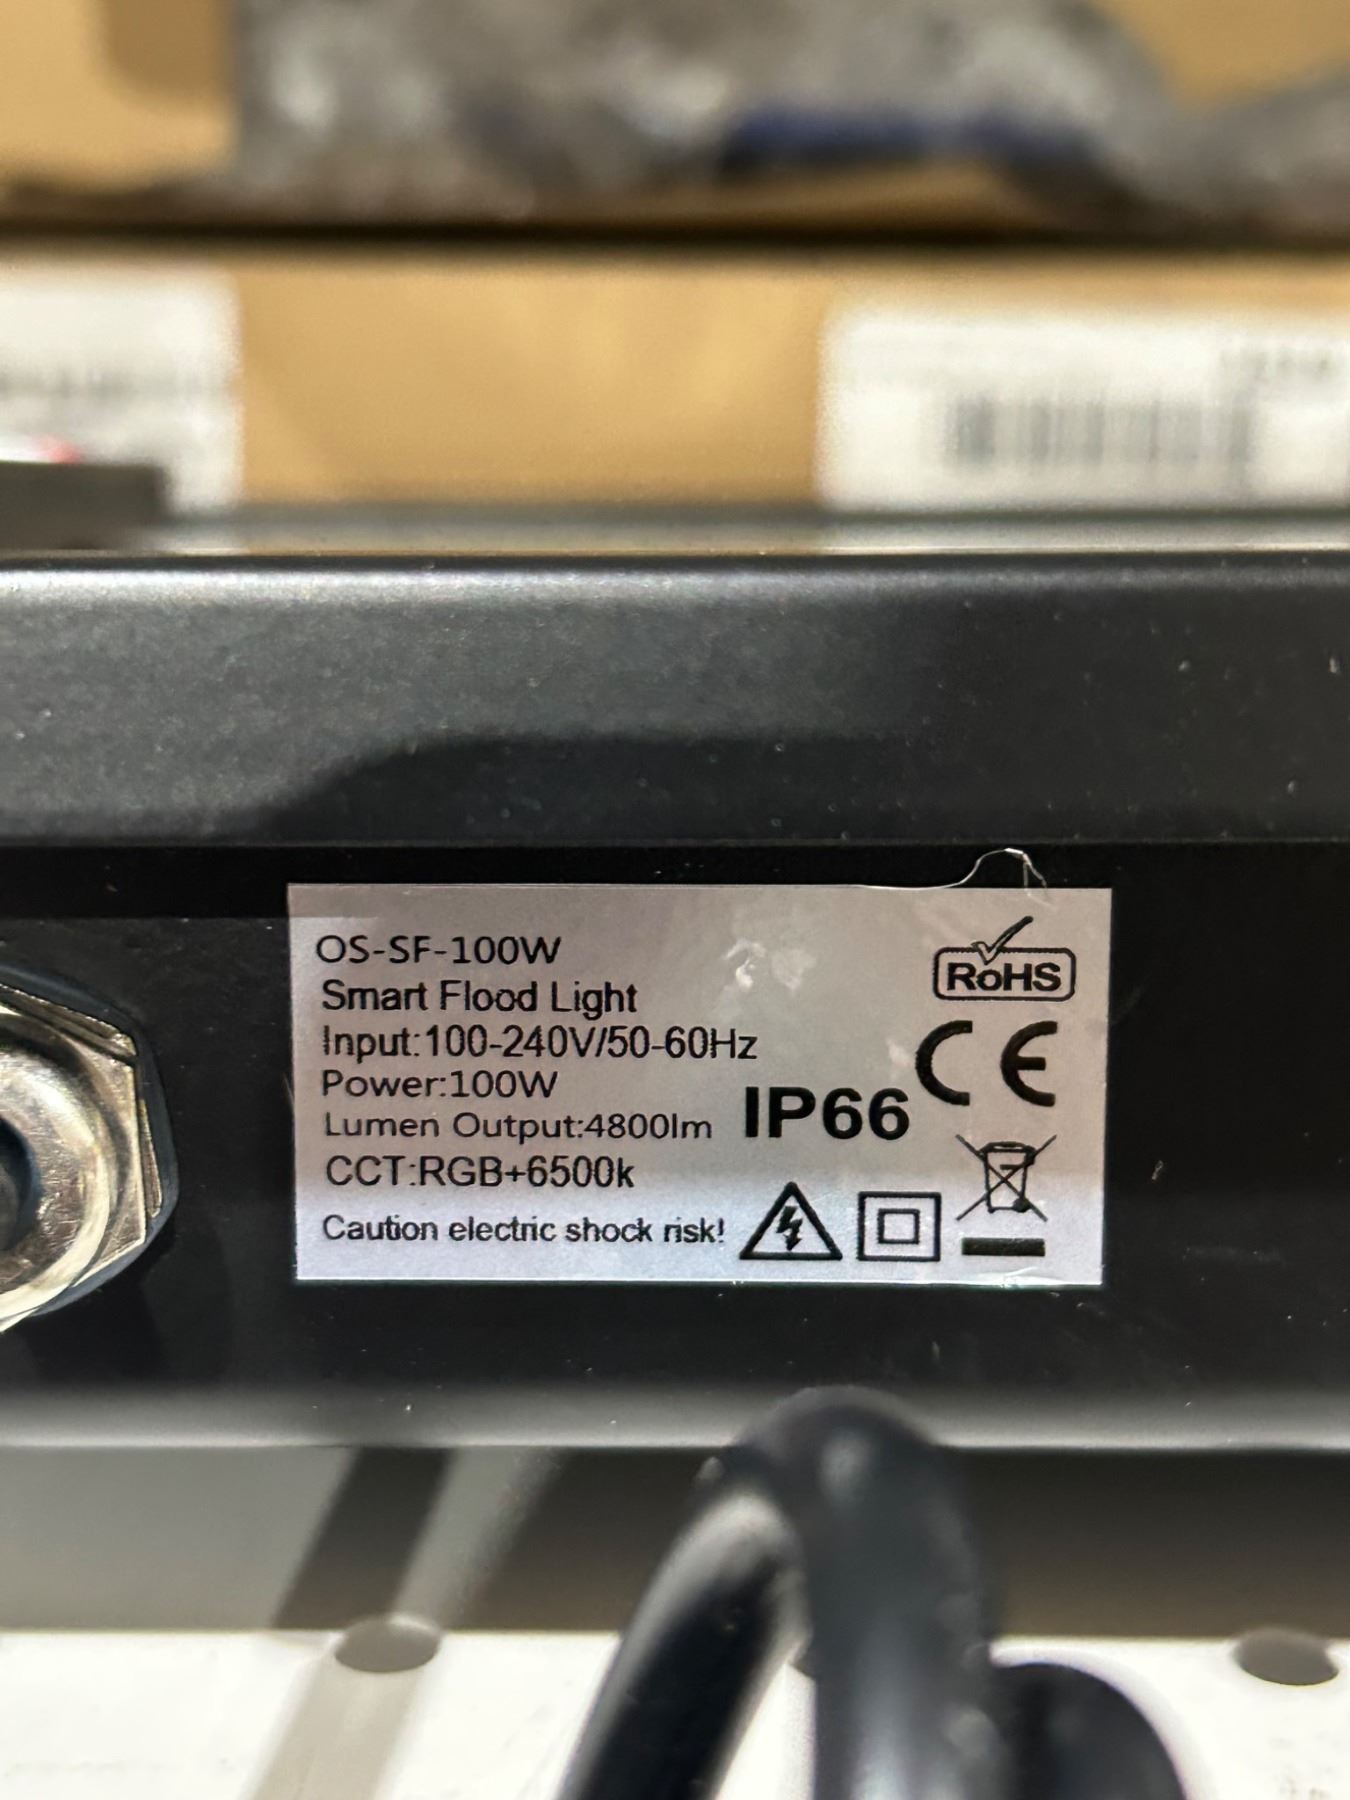 OS-SF-100W
Smart Flood Light
Input:100-240V/50-60Hz
Power:100W
Lumen Output:4800lm
CCT:RGB+6500k
Caution electric shock risk!
IP66
RoHS
CE